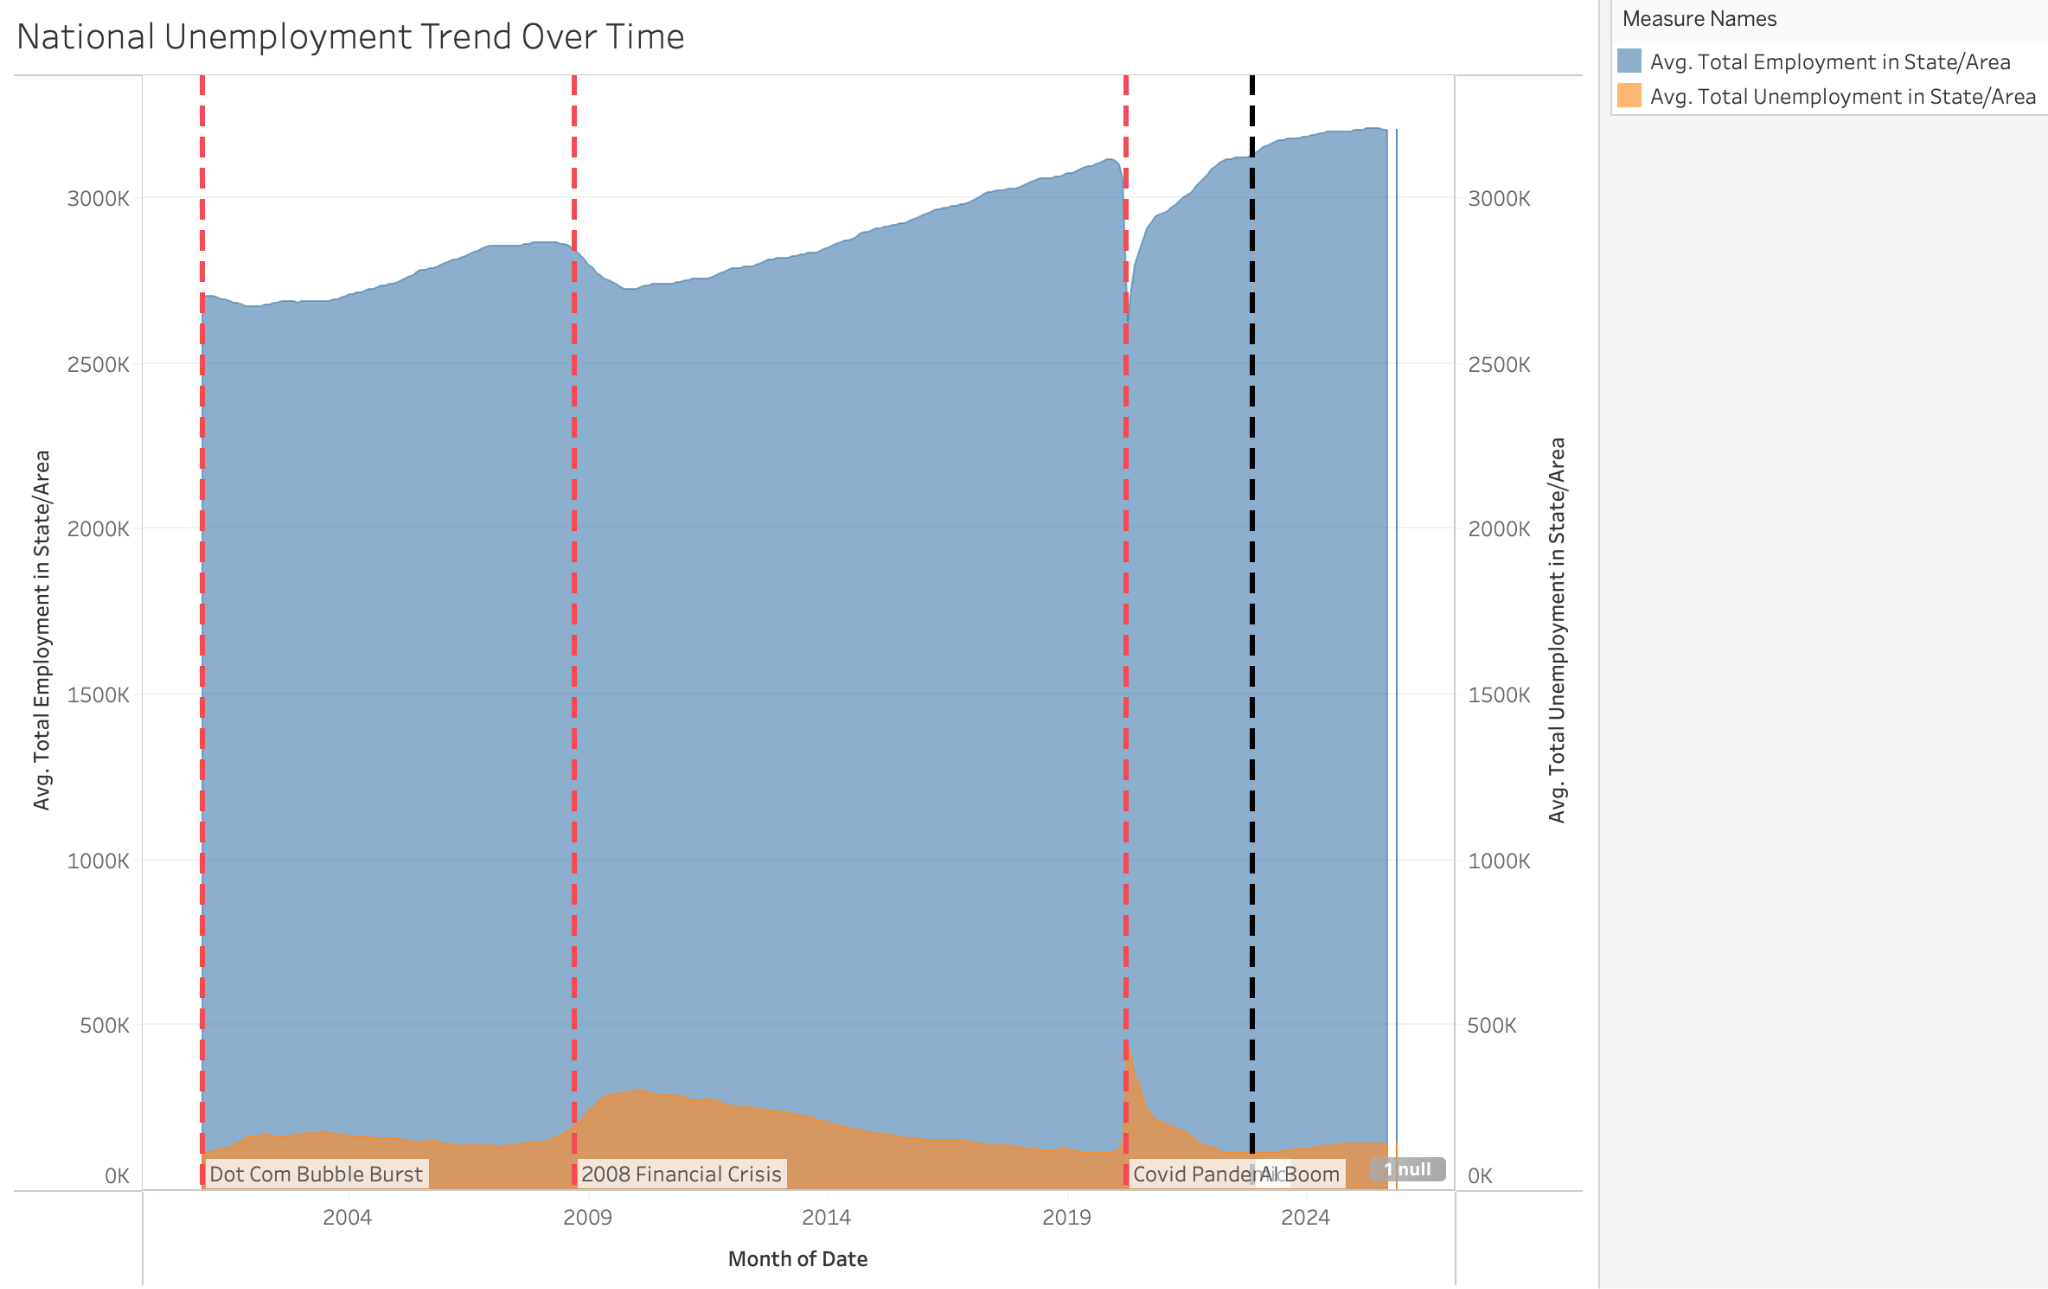 National Unemployment Trend Over Time
Measure Names
Avg. Total Employment in State/Area
Avg. Total Unemployment in State/Area
Avg. Total Employment in State/Area
3000K
2500K
2000K
1500K
1000K
500K
0K
3000K
2500K
2000K
1500K
1000K
500K
0K
Avg. Total Unemployment in State/Area
Dot Com Bubble Burst
2008 Financial Crisis
Covid Pandemic
AI Boom
1 null
2004
2009
2014
2019
2024
Month of Date